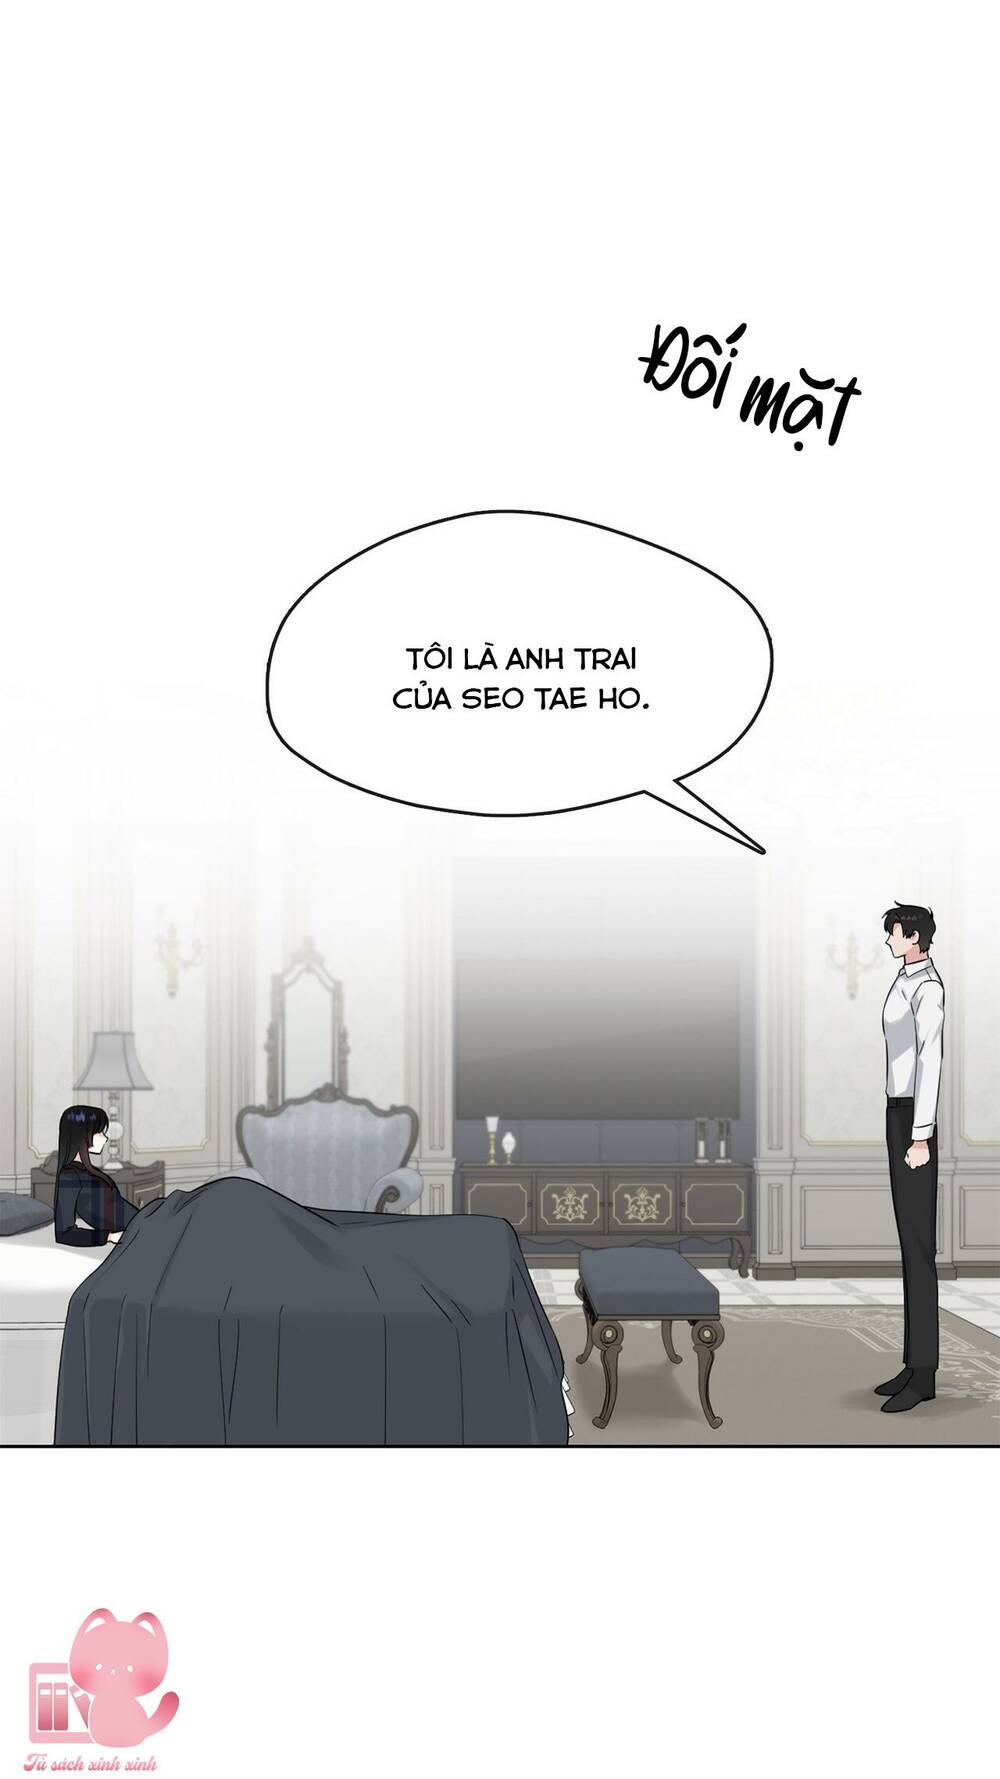 Đối mặt
TÔI LÀ ANH TRAI
CỦA SEO TAE HO.
Tủ sách xinh xinh